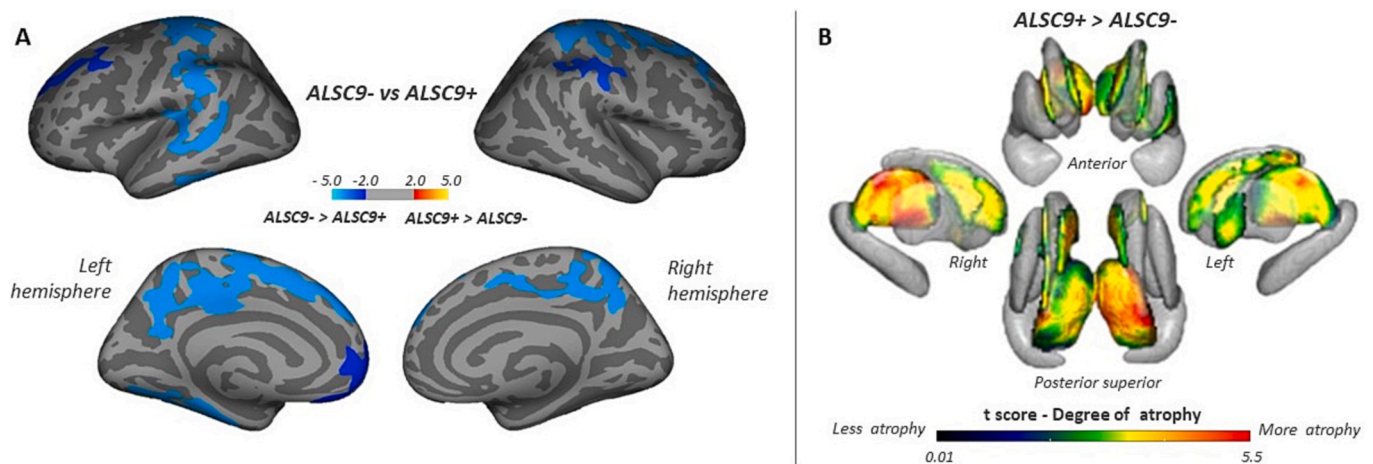 A
ALSC9- vs ALSC9+
- 5.0 -2.0 2.0 5.0
ALSC9- > ALSC9+ ALSC9+ > ALSC9-
Left
hemisphere
Right
hemisphere
B
ALSC9+ > ALSC9-
Anterior
Right
Left
Posterior superior
t score - Degree of atrophy
Less atrophy
More atrophy
0.01
5.5